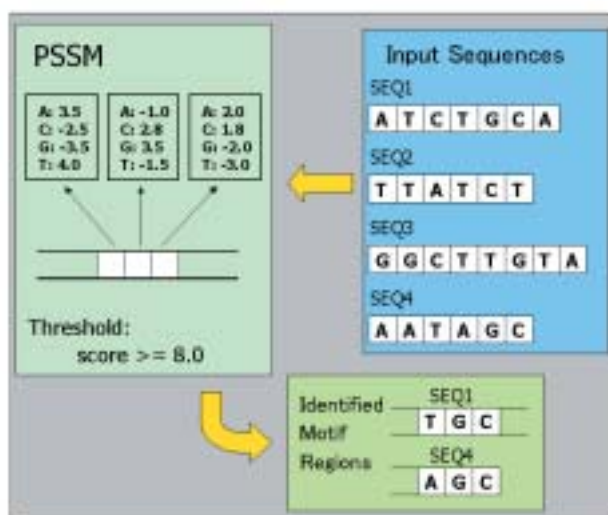 PSSM
A: 3.5
C: -2.5
G: -3.5
T: 4.0
A: -1.0
C: 2.8
G: 3.5
T: -1.5
A: 2.0
C: 1.8
G: -2.0
T: -3.0
Threshold:
score >= 8.0
Input Sequences
SEQ1
A T C T G C A
SEQ2
T T A T C T
SEQ3
G G C T T G T A
SEQ4
A A T A G C
Identified
Motif
Regions
SEQ1
T G C
SEQ4
A G C